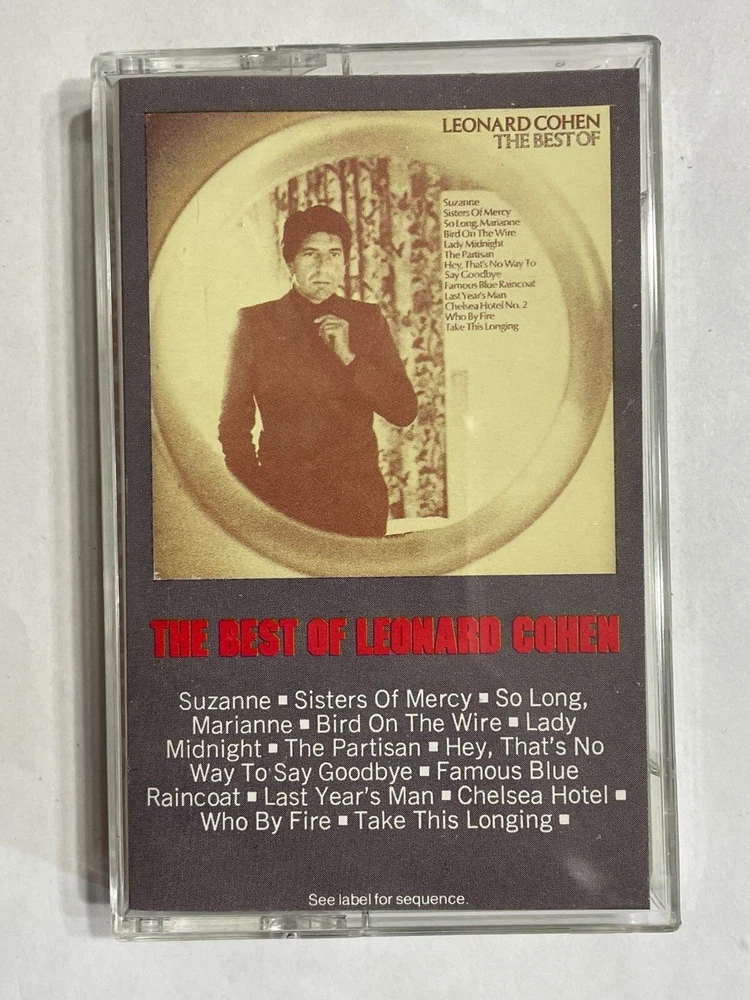 LEONARD COHEN
THE BEST OF
Suzanne
Sisters Of Mercy
So Long, Marianne
Bird On The Wire
Lady Midnight
The Partisan
Hey, That's No Way To
Say Goodbye
Famous Blue Raincoat
Last Year's Man
Chelsea Hotel No. 2
Who By Fire
Take This Longing
THE BEST OF LEONARD COHEN
Suzanne ▪ Sisters Of Mercy ▪ So Long,
Marianne ▪ Bird On The Wire ▪ Lady
Midnight ▪ The Partisan ▪ Hey, That's No
Way To Say Goodbye ▪ Famous Blue
Raincoat ▪ Last Year's Man ▪ Chelsea Hotel ▪
Who By Fire ▪ Take This Longing ▪
See label for sequence.